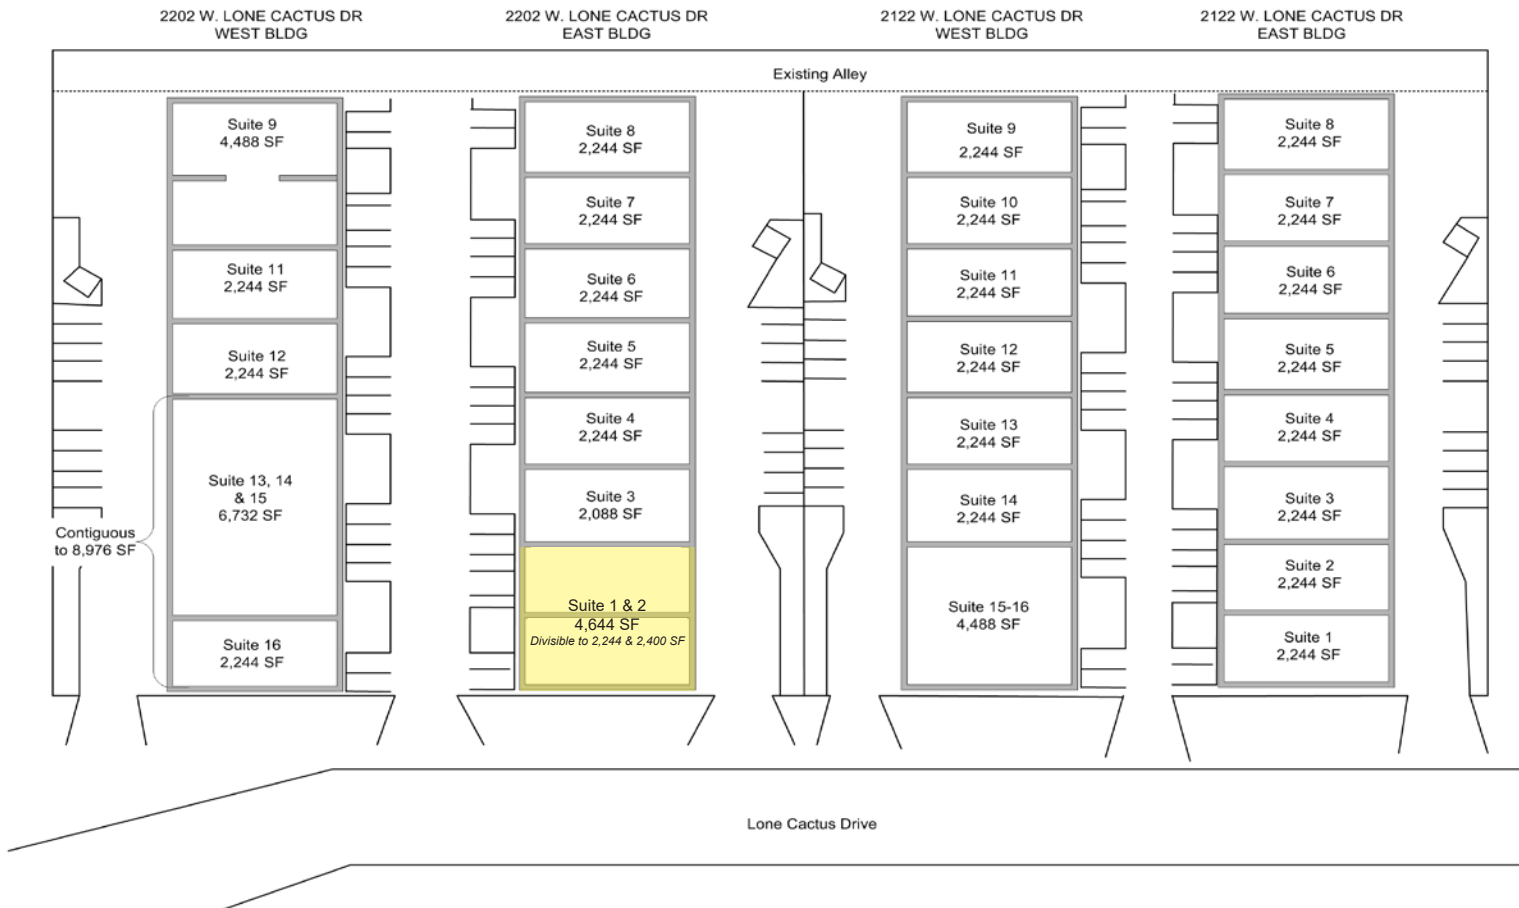 2202 W. LONE CACTUS DR
WEST BLDG
2202 W. LONE CACTUS DR
EAST BLDG
2122 W. LONE CACTUS DR
WEST BLDG
2122 W. LONE CACTUS DR
EAST BLDG
Existing Alley
Suite 9
4,488 SF
Suite 11
2,244 SF
Suite 12
2,244 SF
Suite 13, 14
& 15
6,732 SF
Contiguous
to 8,976 SF
Suite 16
2,244 SF
Suite 8
2,244 SF
Suite 7
2,244 SF
Suite 6
2,244 SF
Suite 5
2,244 SF
Suite 4
2,244 SF
Suite 3
2,088 SF
Suite 1 & 2
4,644 SF
Divisible to 2,244 & 2,400 SF
Suite 9
2,244 SF
Suite 10
2,244 SF
Suite 11
2,244 SF
Suite 12
2,244 SF
Suite 13
2,244 SF
Suite 14
2,244 SF
Suite 15-16
4,488 SF
Suite 8
2,244 SF
Suite 7
2,244 SF
Suite 6
2,244 SF
Suite 5
2,244 SF
Suite 4
2,244 SF
Suite 3
2,244 SF
Suite 2
2,244 SF
Suite 1
2,244 SF
Lone Cactus Drive